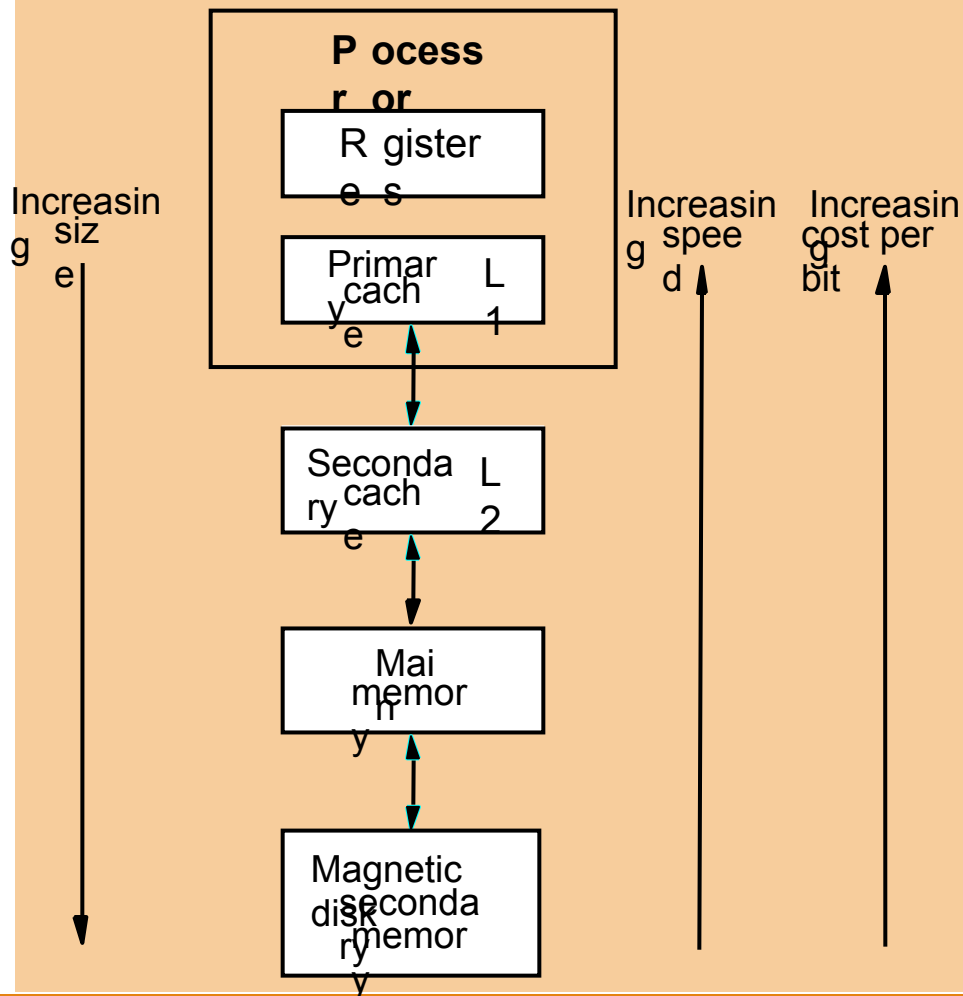 P ocess
r or
R gister
e s
Increasin
g siz
e
Increasin
g spee
d
Increasin
g
cost per
bit
Primar
y
cach
e
L
1
Seconda
ry
cach
e
L
2
Mai
n
memor
y
Magnetic
disk
seconda
ry
memor
y